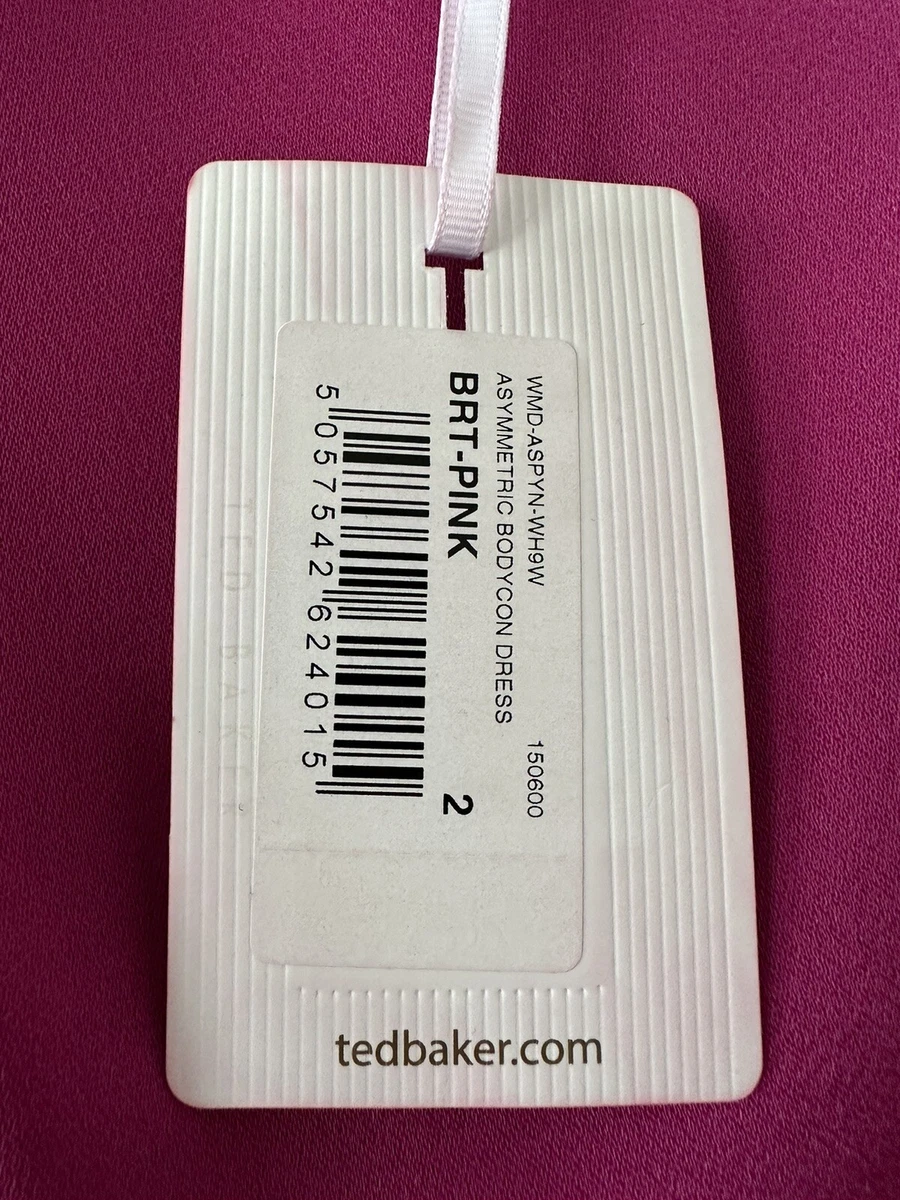 WMD-ASPYN-WH9W 150600
ASYMMETRIC BODYCON DRESS
BRT-PINK 2
5 057542 624015
TED BAKER
tedbaker.com